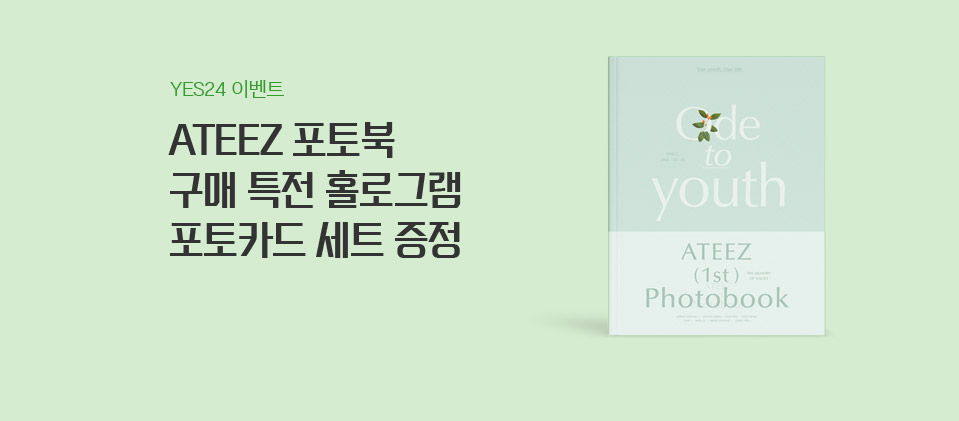 YES24 이벤트
ATEEZ 포토북
구매 특전 홀로그램
포토카드 세트 증정
Ode
to
youth
ATEEZ
(1st)
Photobook